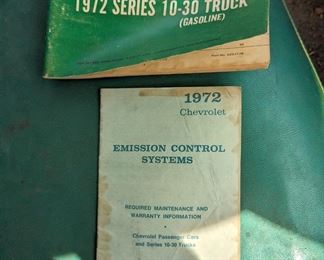 1972 SERIES 10-30 TRUCK
(GASOLINE)
1972
Chevrolet
EMISSION CONTROL
SYSTEMS
REQUIRED MAINTENANCE AND
WARRANTY INFORMATION
•
Chevrolet Passenger Cars
and Series 10-30 Trucks